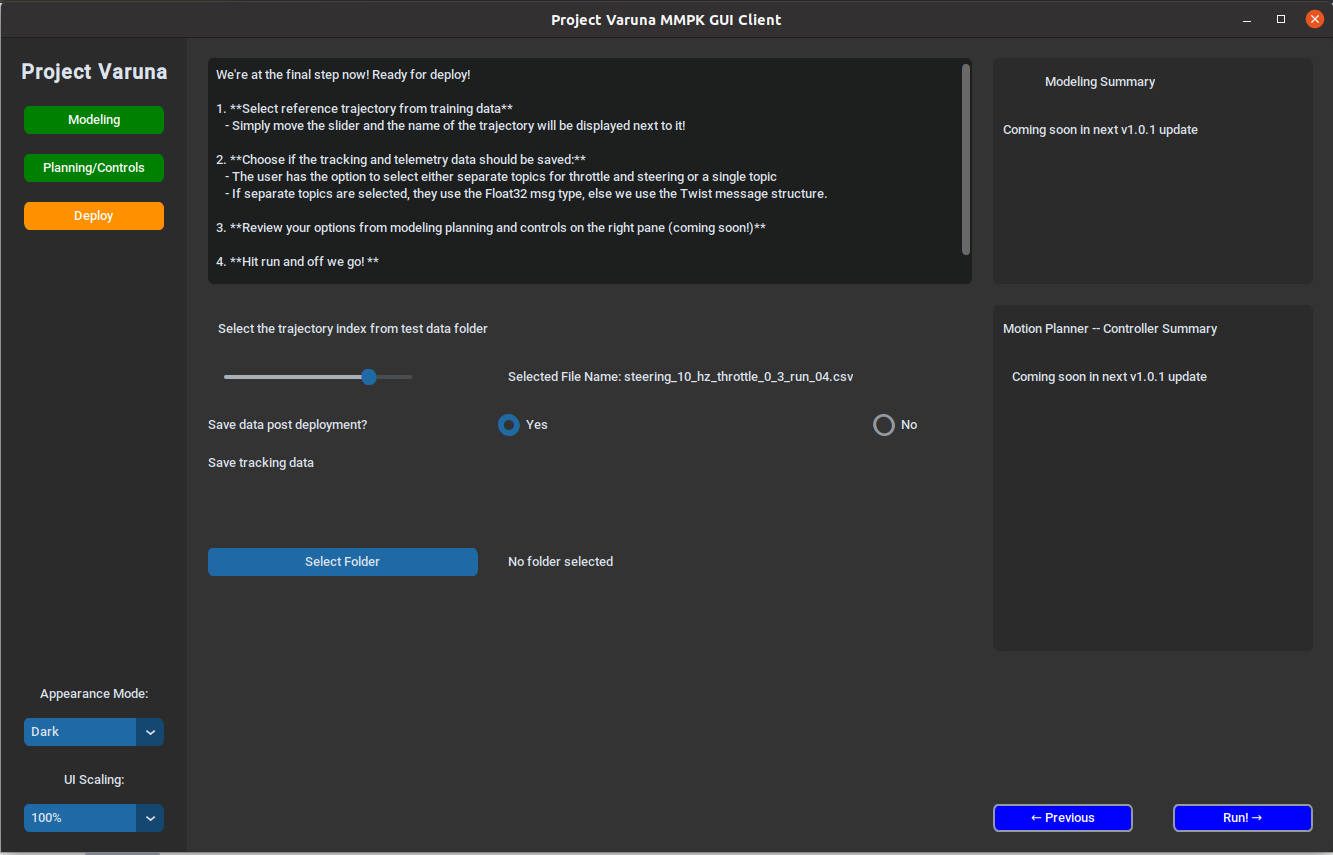 Project Varuna MMPK GUI Client
Project Varuna
Modeling
Planning/Controls
Deploy
Appearance Mode:
Dark
UI Scaling:
100%
We're at the final step now! Ready for deploy!
1. **Select reference trajectory from training data**
- Simply move the slider and the name of the trajectory will be displayed next to it!
2. **Choose if the tracking and telemetry data should be saved:**
- The user has the option to select either separate topics for throttle and steering or a single topic
- If separate topics are selected, they use the Float32 msg type, else we use the Twist message structure.
3. **Review your options from modeling planning and controls on the right pane (coming soon!)**
4. **Hit run and off we go! **
Select the trajectory index from test data folder
Selected File Name: steering_10_hz_throttle_0_3_run_04.csv
Save data post deployment?
Yes
No
Save tracking data
Select Folder
No folder selected
Modeling Summary
Coming soon in next v1.0.1 update
Motion Planner -- Controller Summary
Coming soon in next v1.0.1 update
← Previous
Run! →